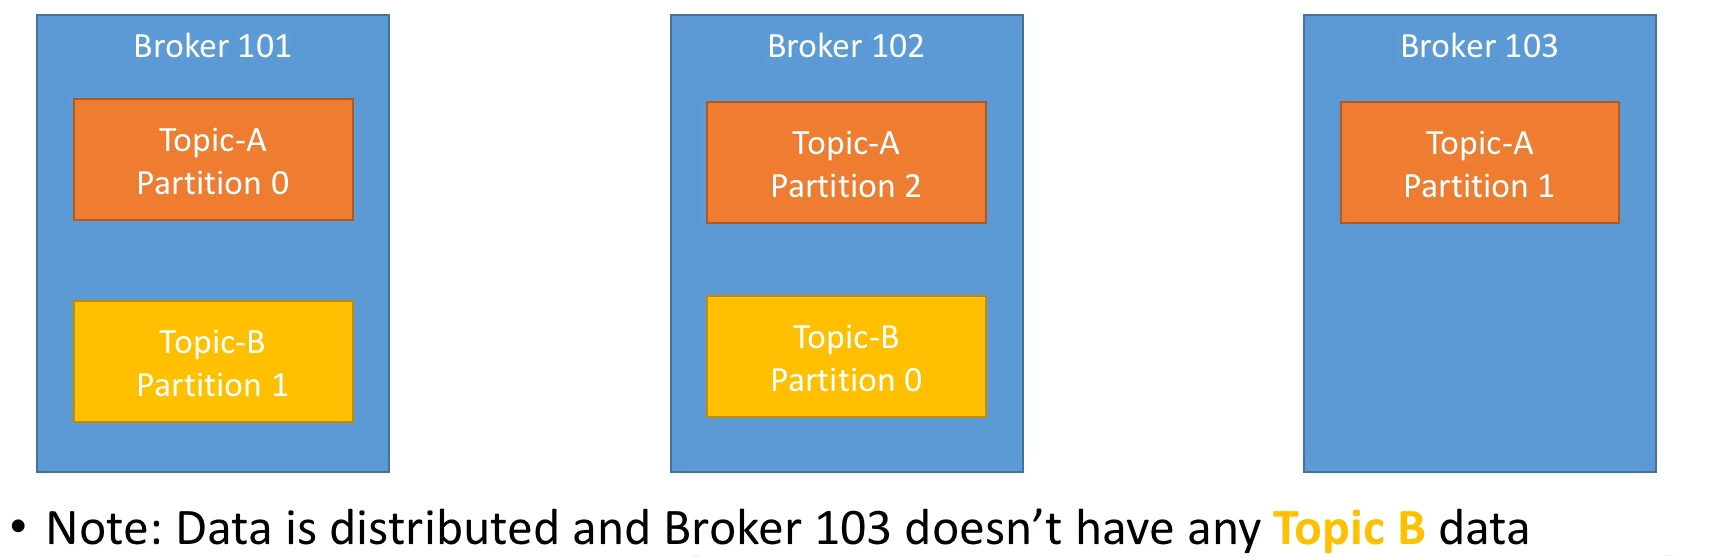 Broker 101
Topic-A
Partition 0
Topic-B
Partition 1
Broker 102
Topic-A
Partition 2
Topic-B
Partition 0
Broker 103
Topic-A
Partition 1
• Note: Data is distributed and Broker 103 doesn’t have any Topic B data